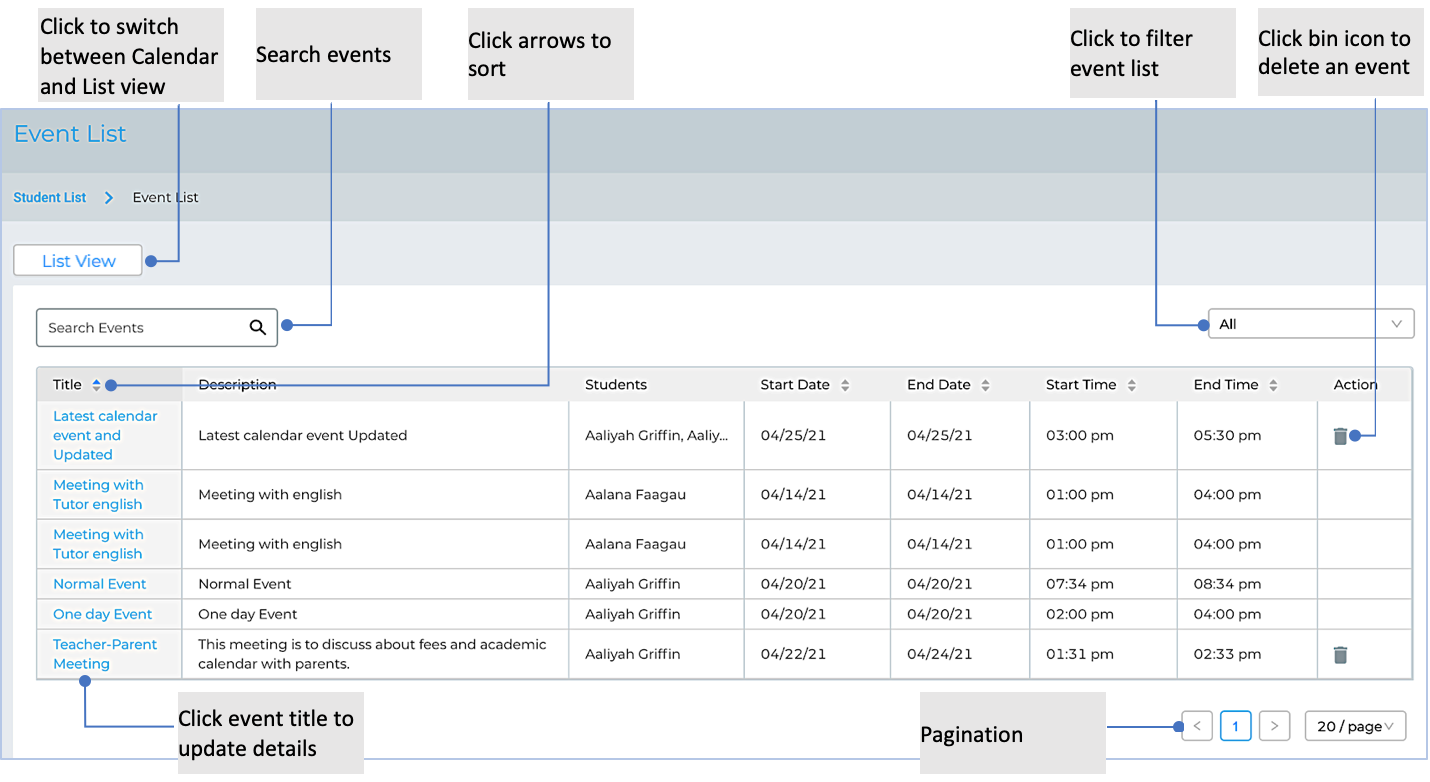 Click to switch
between Calendar
and List view
Search events
Click arrows to
sort
Click to filter
event list
Click bin icon to
delete an event
Event List
Student List > Event List
List View
Search Events
All
Title Description Students Start Date End Date Start Time End Time Action
Latest calendar
event and
Updated
Latest calendar event Updated Aaliyah Griffin, Aaliy... 04/25/21 04/25/21 03:00 pm 05:30 pm
Meeting with
Tutor english
Meeting with english Aalana Faagau 04/14/21 04/14/21 01:00 pm 04:00 pm
Meeting with
Tutor english
Meeting with english Aalana Faagau 04/14/21 04/14/21 01:00 pm 04:00 pm
Normal Event Normal Event Aaliyah Griffin 04/20/21 04/20/21 07:34 pm 08:34 pm
One day Event One day Event Aaliyah Griffin 04/20/21 04/20/21 02:00 pm 04:00 pm
Teacher-Parent
Meeting
This meeting is to discuss about fees and academic
calendar with parents.
Aaliyah Griffin 04/22/21 04/24/21 01:31 pm 02:33 pm
Click event title to
update details
Pagination
< 1 > 20 / page